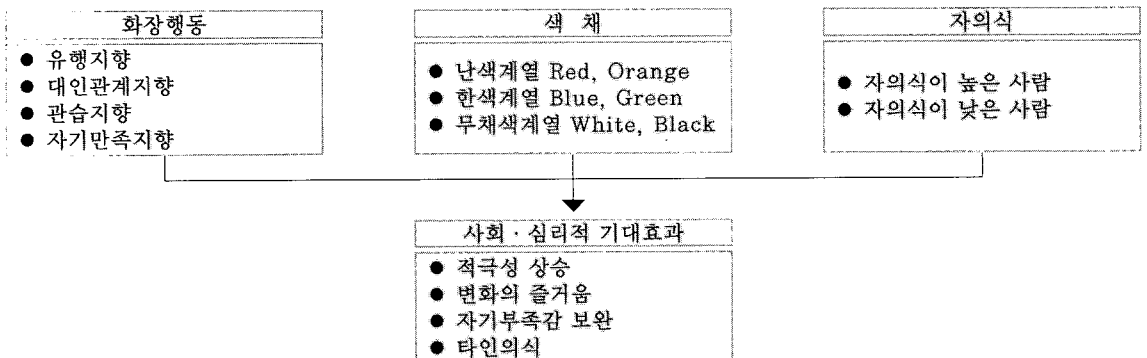 화장행동
● 유행지향
● 대인관계지향
● 관습지향
● 자기만족지향
색 채
● 난색계열 Red, Orange
● 한색계열 Blue, Green
● 무채색계열 White, Black
자의식
● 자의식이 높은 사람
● 자의식이 낮은 사람
사회 · 심리적 기대효과
● 적극성 상승
● 변화의 즐거움
● 자기부족감 보완
● 타인의식